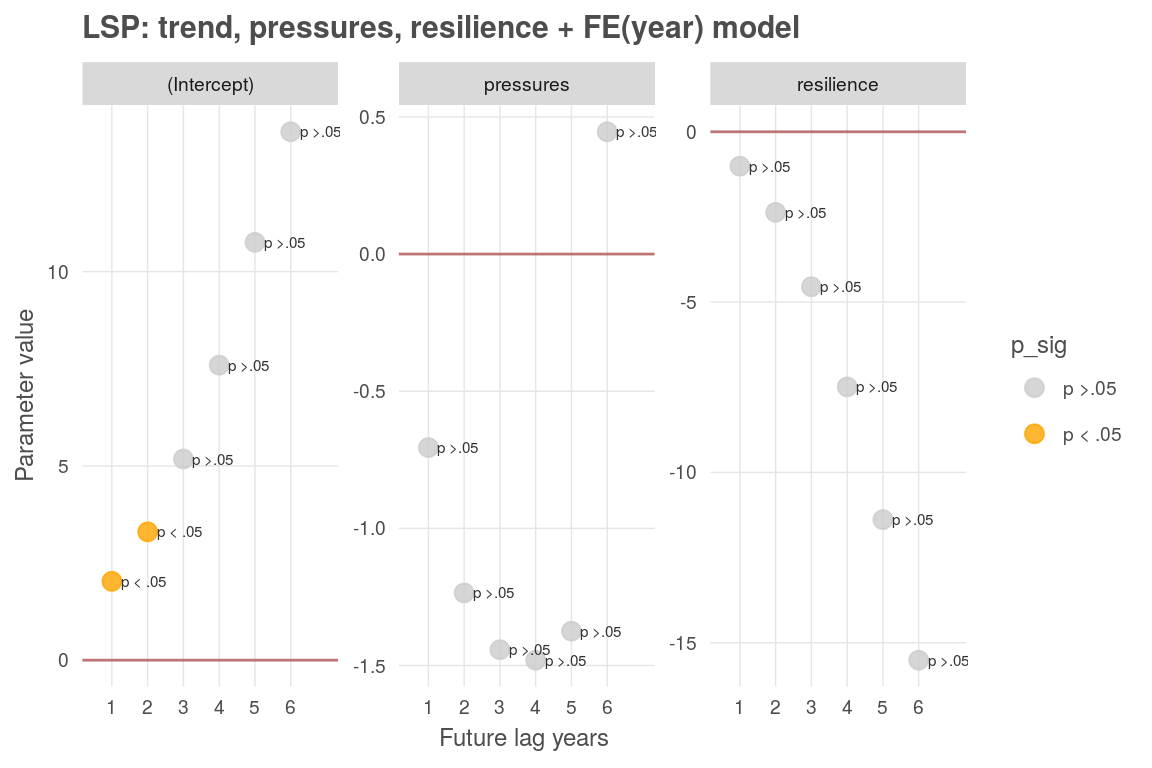 LSP: trend, pressures, resilience + FE(year) model
(Intercept)
pressures
resilience
Parameter value
10
5
0
p < .05
p < .05
p >.05
p >.05
p >.05
p >.05
1 2 3 4 5 6
0.5
0.0
-0.5
-1.0
-1.5
p >.05
p >.05
p >.05
p >.05
p >.05
p >.05
1 2 3 4 5 6
0
-5
-10
-15
p >.05
p >.05
p >.05
p >.05
p >.05
p >.05
1 2 3 4 5 6
Future lag years
p_sig
p >.05
p < .05